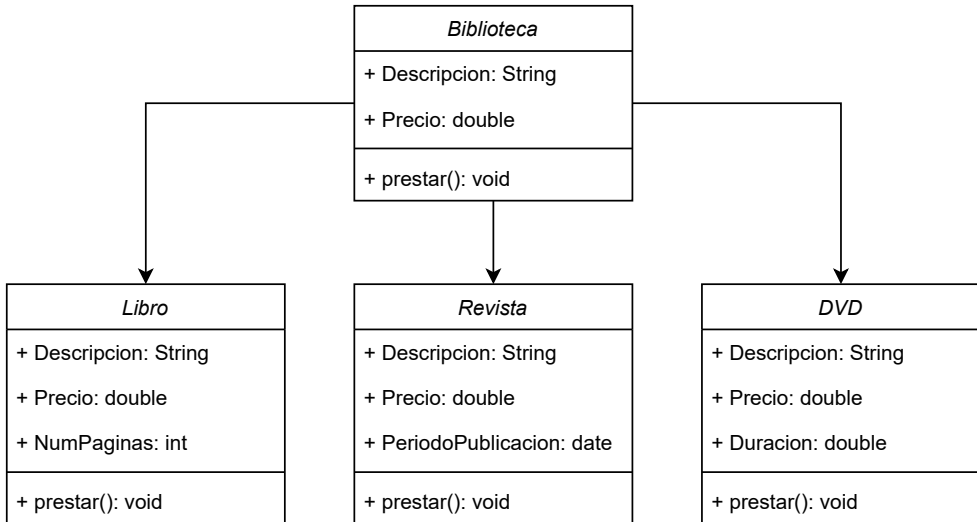 Biblioteca
+ Descripcion: String
+ Precio: double
+ prestar(): void
Libro
+ Descripcion: String
+ Precio: double
+ NumPaginas: int
+ prestar(): void
Revista
+ Descripcion: String
+ Precio: double
+ PeriodoPublicacion: date
+ prestar(): void
DVD
+ Descripcion: String
+ Precio: double
+ Duracion: double
+ prestar(): void